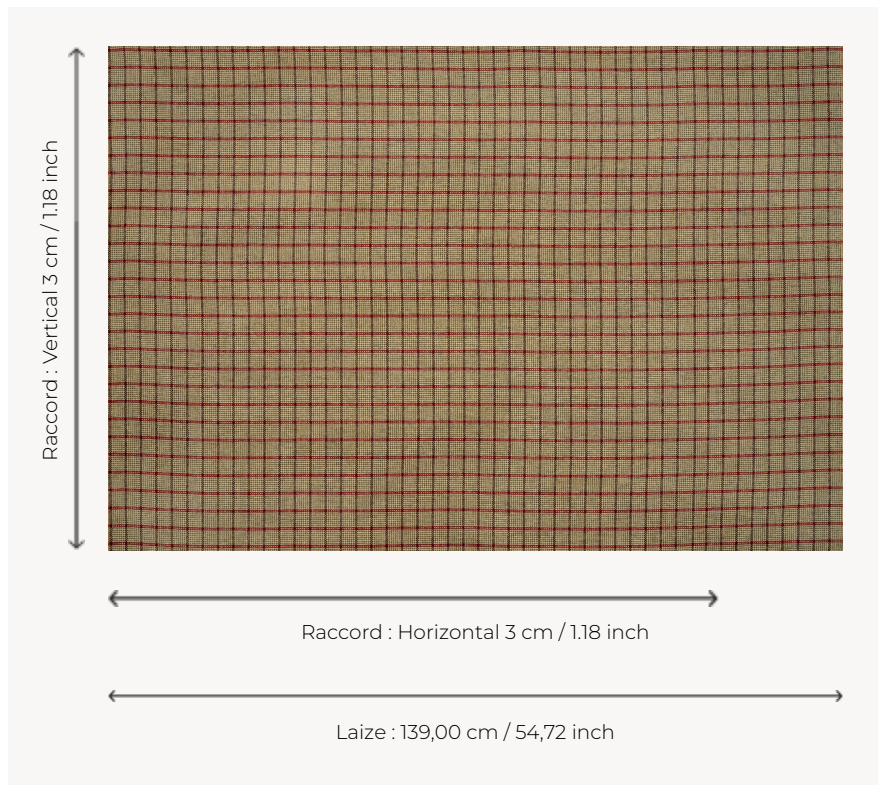 Raccord : Vertical 3 cm / 1.18 inch
Raccord : Horizontal 3 cm / 1.18 inch
Laize : 139,00 cm / 54,72 inch